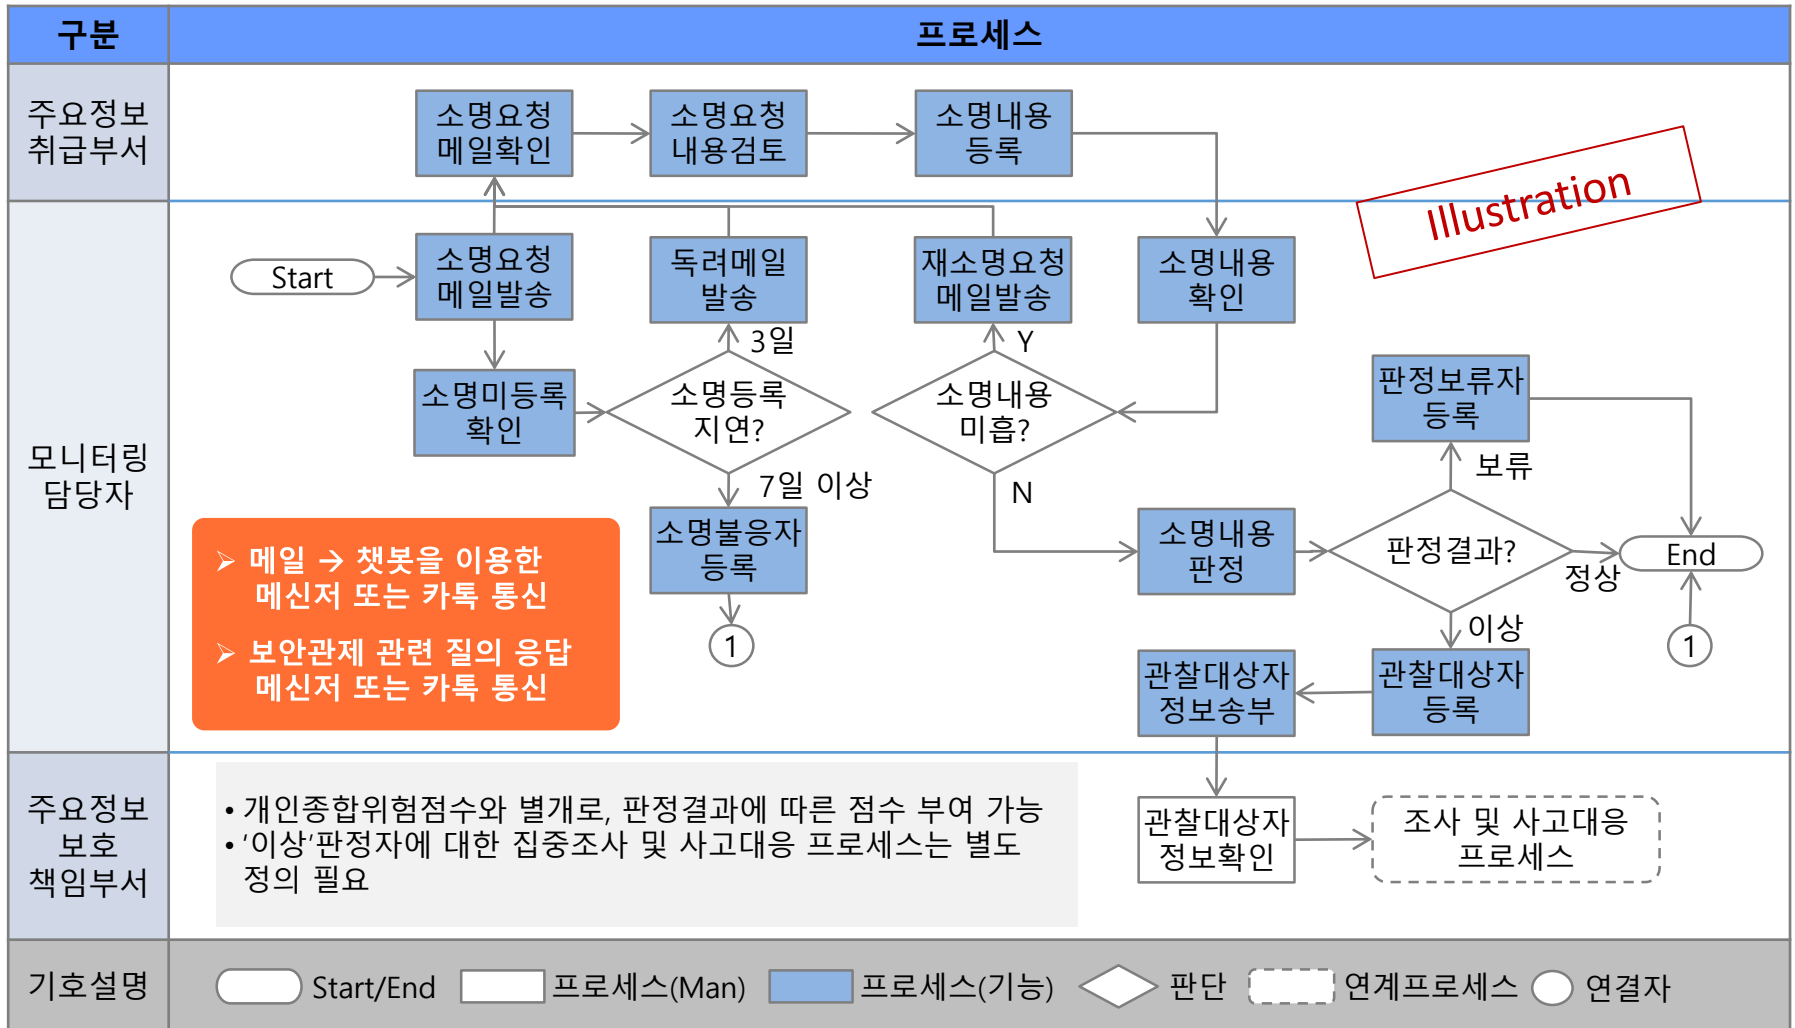 구분
프로세스
주요정보
취급부서
소명요청
메일확인
소명요청
내용검토
소명내용
등록
Illustration
모니터링
담당자
Start
소명요청
메일발송
독려메일
발송
재소명요청
메일발송
소명내용
확인
3일
Y
소명미등록
확인
소명등록
지연?
소명내용
미흡?
판정보류자
등록
보류
7일 이상
N
소명불응자
등록
소명내용
판정
판정결과?
정상
End
➢ 메일 → 챗봇을 이용한
메신저 또는 카톡 통신
➢ 보안관제 관련 질의 응답
메신저 또는 카톡 통신
1
이상
1
관찰대상자
정보송부
관찰대상자
등록
주요정보
보호
책임부서
• 개인종합위험점수와 별개로, 판정결과에 따른 점수 부여 가능
• ‘이상’판정자에 대한 집중조사 및 사고대응 프로세스는 별도
정의 필요
관찰대상자
정보확인
조사 및 사고대응
프로세스
기호설명
Start/End
프로세스(Man)
프로세스(기능)
판단
연계프로세스
연결자